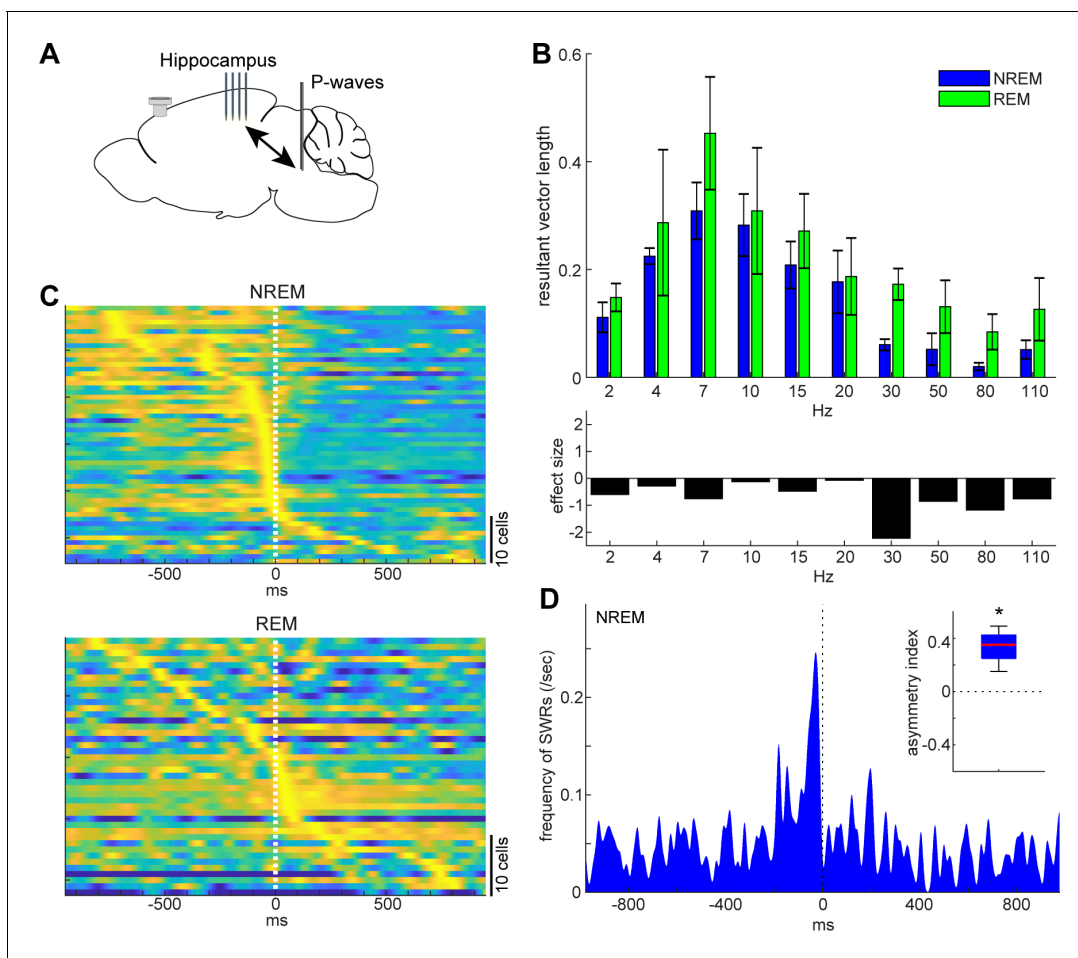 A
Hippocampus
P-waves
B
0.6
0.4
0.2
0
resultant vector length
NREM
REM
2 4 7 10 15 20 30 50 80 110
Hz
2
1
0
-1
-2
effect size
2 4 7 10 15 20 30 50 80 110
Hz
C
NREM
10 cells
-500 0 500
ms
REM
10 cells
-500 0 500
ms
D
NREM
0.2
0.1
0
frequency of SWRs (/sec)
-800 -400 0 400 800
ms
*
0.4
0
-0.4
asymmetry index